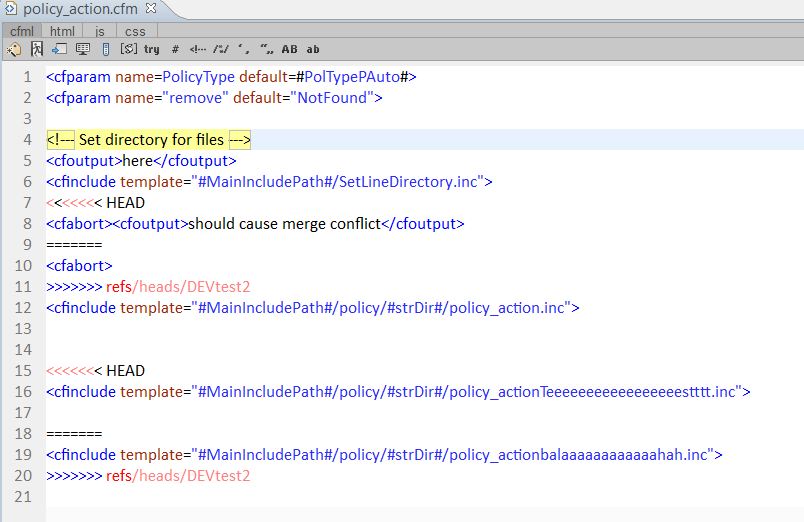 policy_action.cfm
cfml html js css
try # <!--- /*/ ‘, “„ AB ab
1 <cfparam name=PolicyType default=#PolTypePAuto#>
2 <cfparam name="remove" default="NotFound">
3
4 <!--- Set directory for files --->
5 <cfoutput>here</cfoutput>
6 <cfinclude template="#MainIncludePath#/SetLineDirectory.inc">
7 <<<<<<< HEAD
8 <cfabort><cfoutput>should cause merge conflict</cfoutput>
9 =======
10 <cfabort>
11 >>>>>>> refs/heads/DEVtest2
12 <cfinclude template="#MainIncludePath#/policy/#strDir#/policy_action.inc">
13
14
15 <<<<<<< HEAD
16 <cfinclude template="#MainIncludePath#/policy/#strDir#/policy_actionTeeeeeeeeeeeeeeeeestttt.inc">
17
18 =======
19 <cfinclude template="#MainIncludePath#/policy/#strDir#/policy_actionbalaaaaaaaaaaaahah.inc">
20 >>>>>>> refs/heads/DEVtest2
21